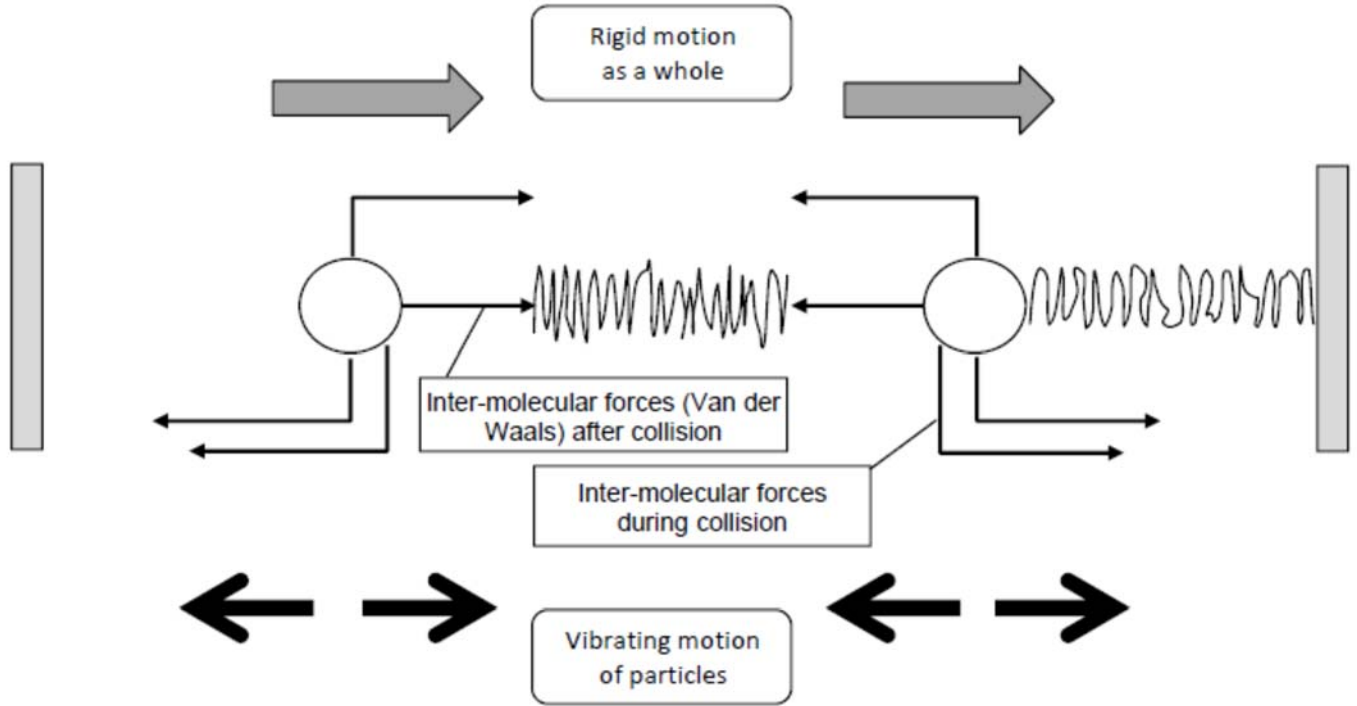 Rigid motion
as a whole
Inter-molecular forces (Van der
Waals) after collision
Inter-molecular forces
during collision
Vibrating motion
of particles